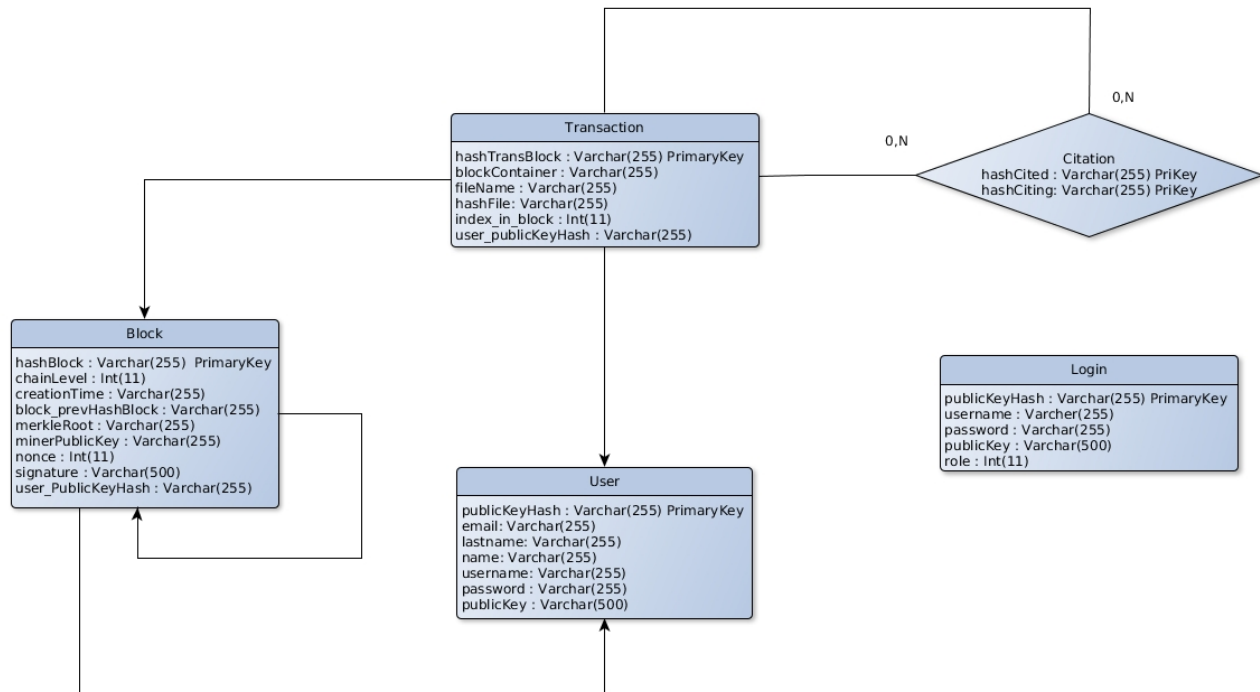 0,N
Transaction
0,N
hashTransBlock : Varchar(255) PrimaryKey
blockContainer : Varchar(255)
fileName : Varchar(255)
hashFile: Varchar(255)
index_in_block : Int(11)
user_publicKeyHash : Varchar(255)
Citation
hashCited : Varchar(255) PriKey
hashCiting: Varchar(255) PriKey
Block
hashBlock : Varchar(255) PrimaryKey
chainLevel : Int(11)
creationTime : Varchar(255)
block_prevHashBlock : Varchar(255)
merkleRoot : Varchar(255)
minerPublicKey : Varchar(255)
nonce : Int(11)
signature : Varchar(500)
user_PublicKeyHash : Varchar(255)
Login
publicKeyHash : Varchar(255) PrimaryKey
username : Varcher(255)
password : Varchar(255)
publicKey : Varchar(500)
role : Int(11)
User
publicKeyHash : Varchar(255) PrimaryKey
email: Varchar(255)
lastname: Varchar(255)
name: Varchar(255)
username: Varchar(255)
password : Varchar(255)
publicKey : Varchar(500)